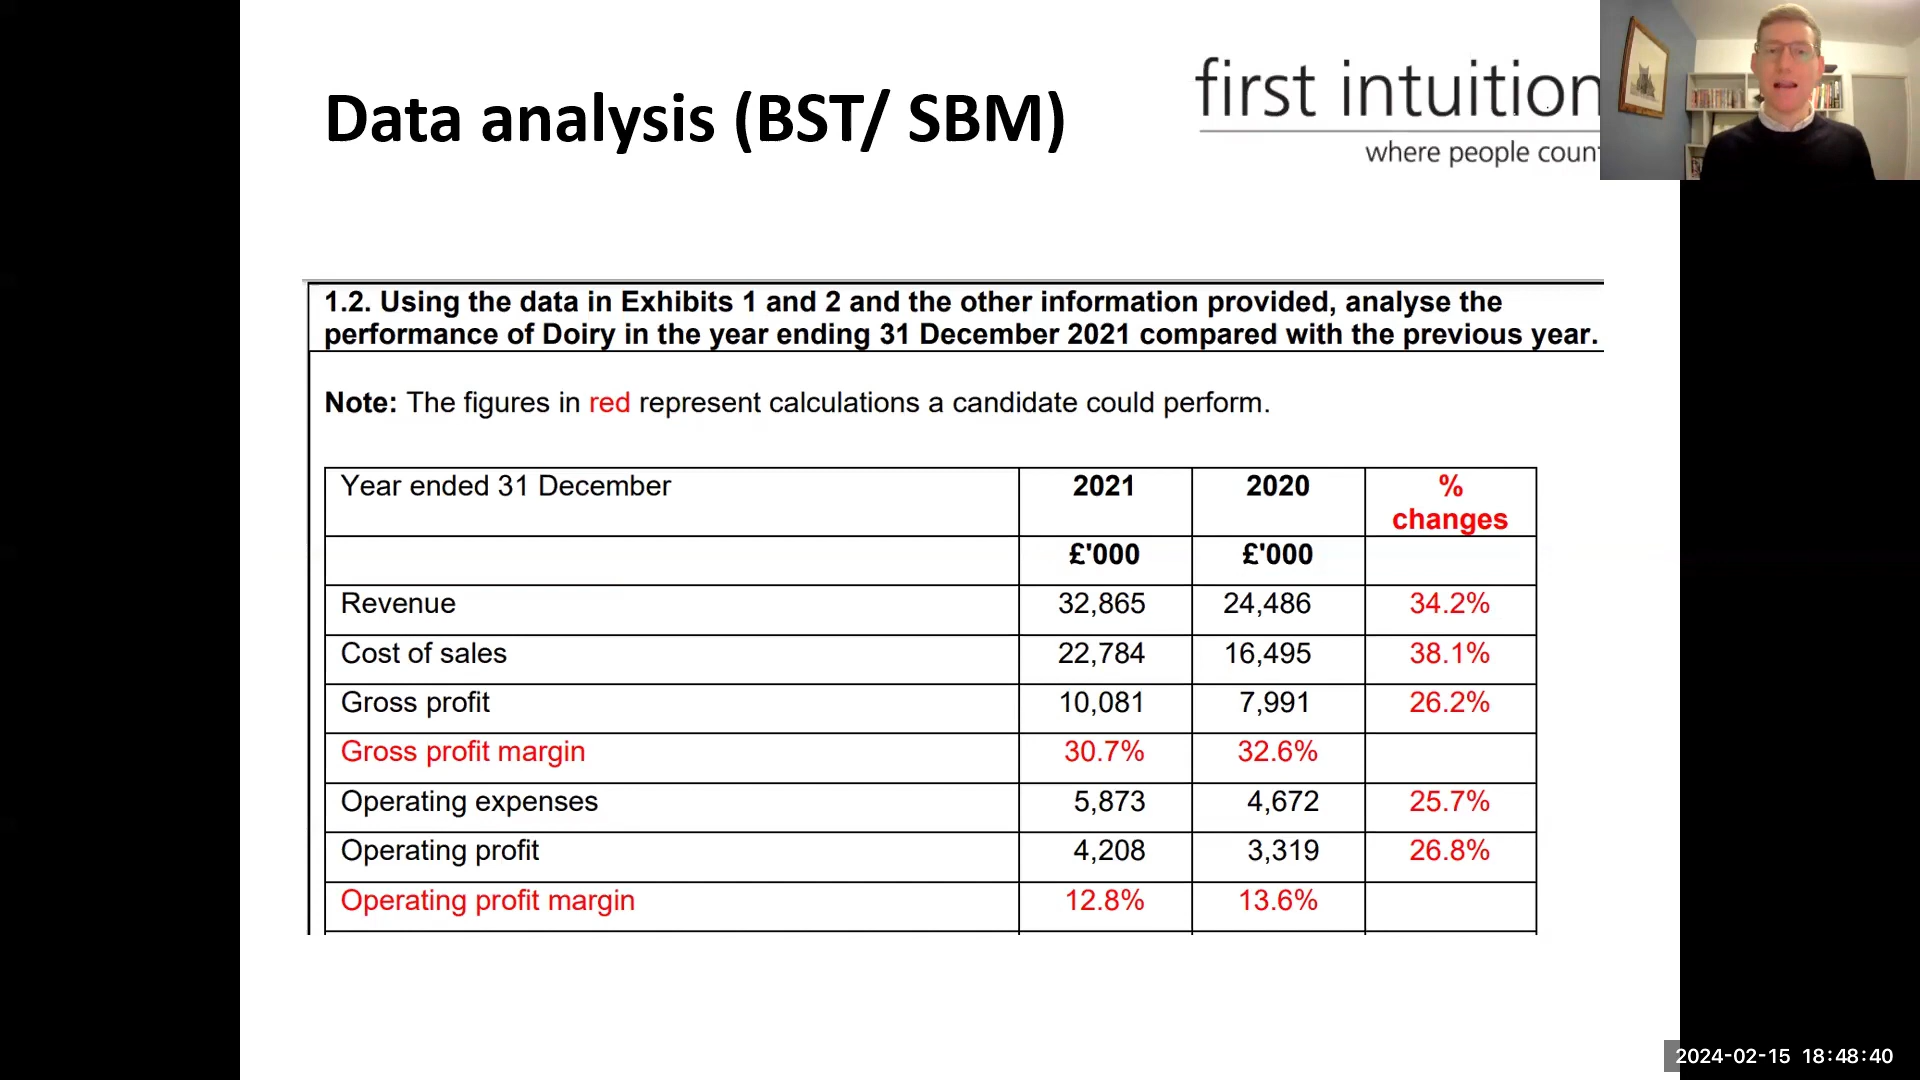 Data analysis (BST/ SBM)
first intuition
where people coun
1.2. Using the data in Exhibits 1 and 2 and the other information provided, analyse the
performance of Doiry in the year ending 31 December 2021 compared with the previous year.
Note: The figures in red represent calculations a candidate could perform.
Year ended 31 December 2021 2020 % changes
£'000 £'000
Revenue 32,865 24,486 34.2%
Cost of sales 22,784 16,495 38.1%
Gross profit 10,081 7,991 26.2%
Gross profit margin 30.7% 32.6%
Operating expenses 5,873 4,672 25.7%
Operating profit 4,208 3,319 26.8%
Operating profit margin 12.8% 13.6%
2024-02-15 18:48:40